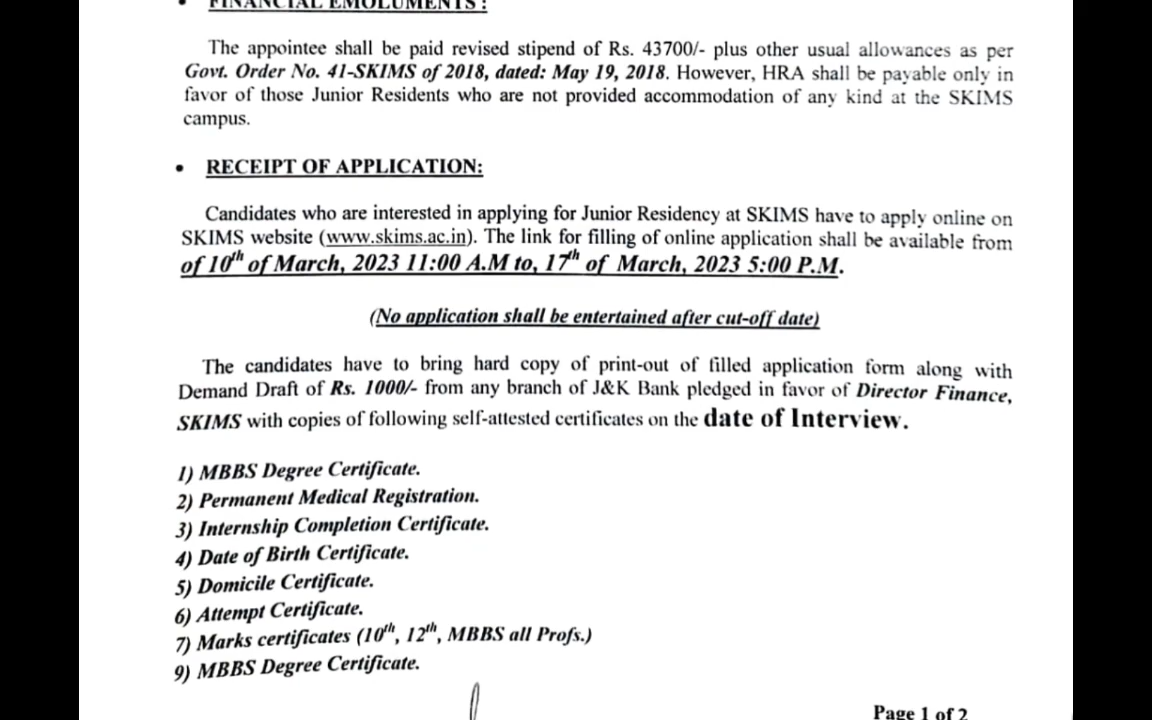 • FINANCIAL EMOLUMENTS:
The appointee shall be paid revised stipend of Rs. 43700/- plus other usual allowances as per
Govt. Order No. 41-SKIMS of 2018, dated: May 19, 2018. However, HRA shall be payable only in
favor of those Junior Residents who are not provided accommodation of any kind at the SKIMS
campus.
• RECEIPT OF APPLICATION:
Candidates who are interested in applying for Junior Residency at SKIMS have to apply online on
SKIMS website (www.skims.ac.in). The link for filling of online application shall be available from
of 10th of March, 2023 11:00 A.M to, 17th of March, 2023 5:00 P.M.
(No application shall be entertained after cut-off date)
The candidates have to bring hard copy of print-out of filled application form along with
Demand Draft of Rs. 1000/- from any branch of J&K Bank pledged in favor of Director Finance,
SKIMS with copies of following self-attested certificates on the date of Interview.
1) MBBS Degree Certificate.
2) Permanent Medical Registration.
3) Internship Completion Certificate.
4) Date of Birth Certificate.
5) Domicile Certificate.
6) Attempt Certificate.
7) Marks certificates (10th, 12th, MBBS all Profs.)
9) MBBS Degree Certificate.
Page 1 of 2